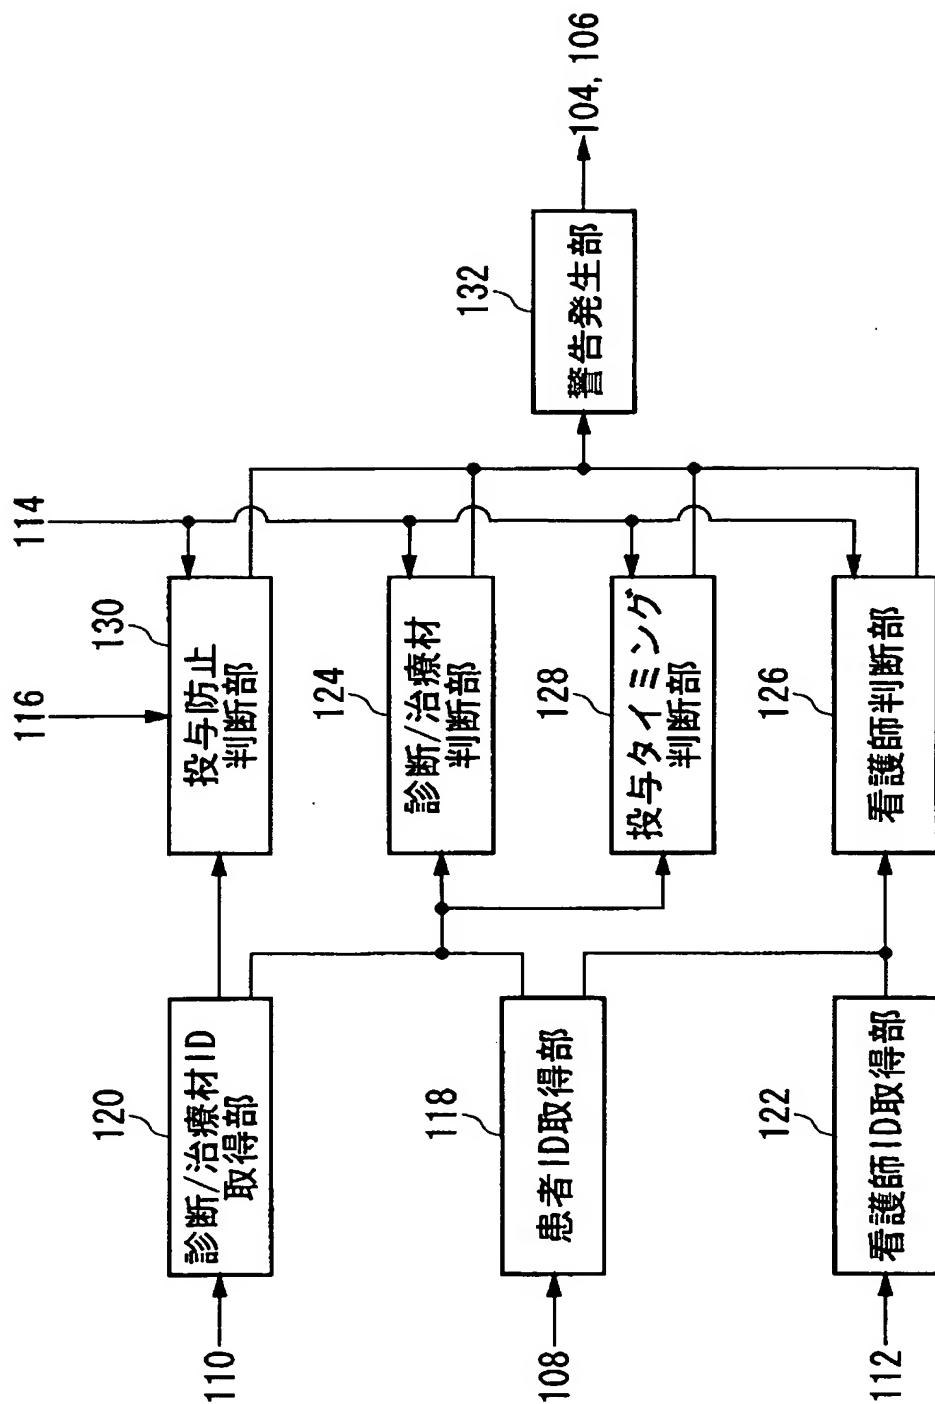 114
116
130
投与防止
判断部
120
診断/治療材ID
取得部
110
124
診断/治療材
判断部
132
警告発生部
104, 106
118
患者ID取得部
108
128
投与タイミング
判断部
122
看護師ID取得部
112
126
看護師判断部